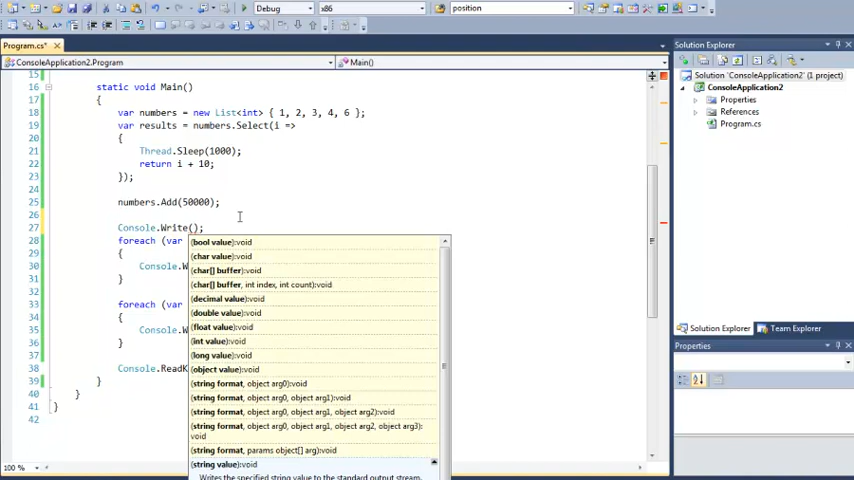 Debug
x86
position
Program.cs*
ConsoleApplication2.Program
Main()
15
16 static void Main()
17 {
18 var numbers = new List<int> { 1, 2, 3, 4, 6 };
19 var results = numbers.Select(i =>
20 {
21 Thread.Sleep(1000);
22 return i + 10;
23 });
24
25 numbers.Add(50000);
26
27 Console.Write();
28 foreach (var
29 {
30 Console.W
31 }
32
33 foreach (var
34 {
35 Console.W
36 }
37
38 Console.ReadK
39 }
40 }
41 }
42
(bool value):void
(char value):void
(char[] buffer):void
(char[] buffer, int index, int count):void
(decimal value):void
(double value):void
(float value):void
(int value):void
(long value):void
(object value):void
(string format, object arg0):void
(string format, object arg0, object arg1):void
(string format, object arg0, object arg1, object arg2):void
(string format, object arg0, object arg1, object arg2, object arg3):
void
(string format, params object[] arg):void
(string value):void
Writes the specified string value to the standard output stream.
100 %
Solution Explorer
Solution 'ConsoleApplication2' (1 project)
ConsoleApplication2
Properties
References
Program.cs
Solution Explorer
Team Explorer
Properties